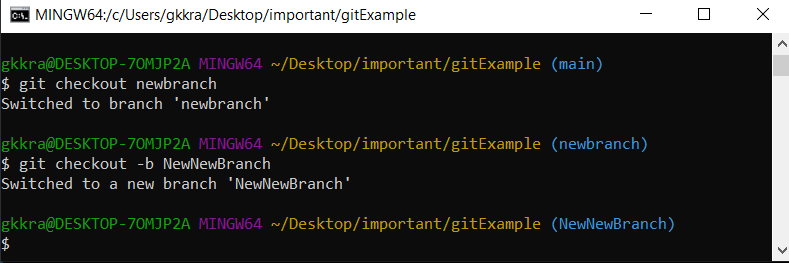 MINGW64:/c/Users/gkkra/Desktop/important/gitExample
gkkra@DESKTOP-7OMJP2A MINGW64 ~/Desktop/important/gitExample (main)
$ git checkout newbranch
Switched to branch 'newbranch'
gkkra@DESKTOP-7OMJP2A MINGW64 ~/Desktop/important/gitExample (newbranch)
$ git checkout -b NewNewBranch
Switched to a new branch 'NewNewBranch'
gkkra@DESKTOP-7OMJP2A MINGW64 ~/Desktop/important/gitExample (NewNewBranch)
$